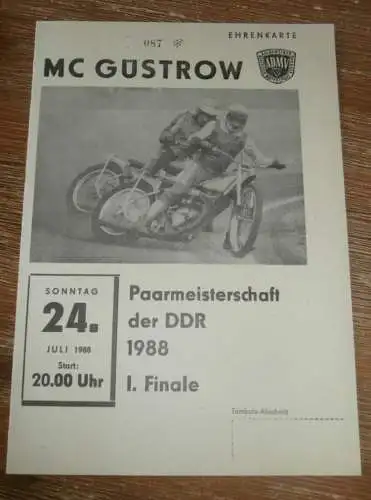 087
EHRENKARTE
MC GÜSTROW
ADMV
SONNTAG
24.
JULI 1988
Start:
20.00 Uhr
Paarmeisterschaft
der DDR
1988
I. Finale
Tombola-Abschnitt